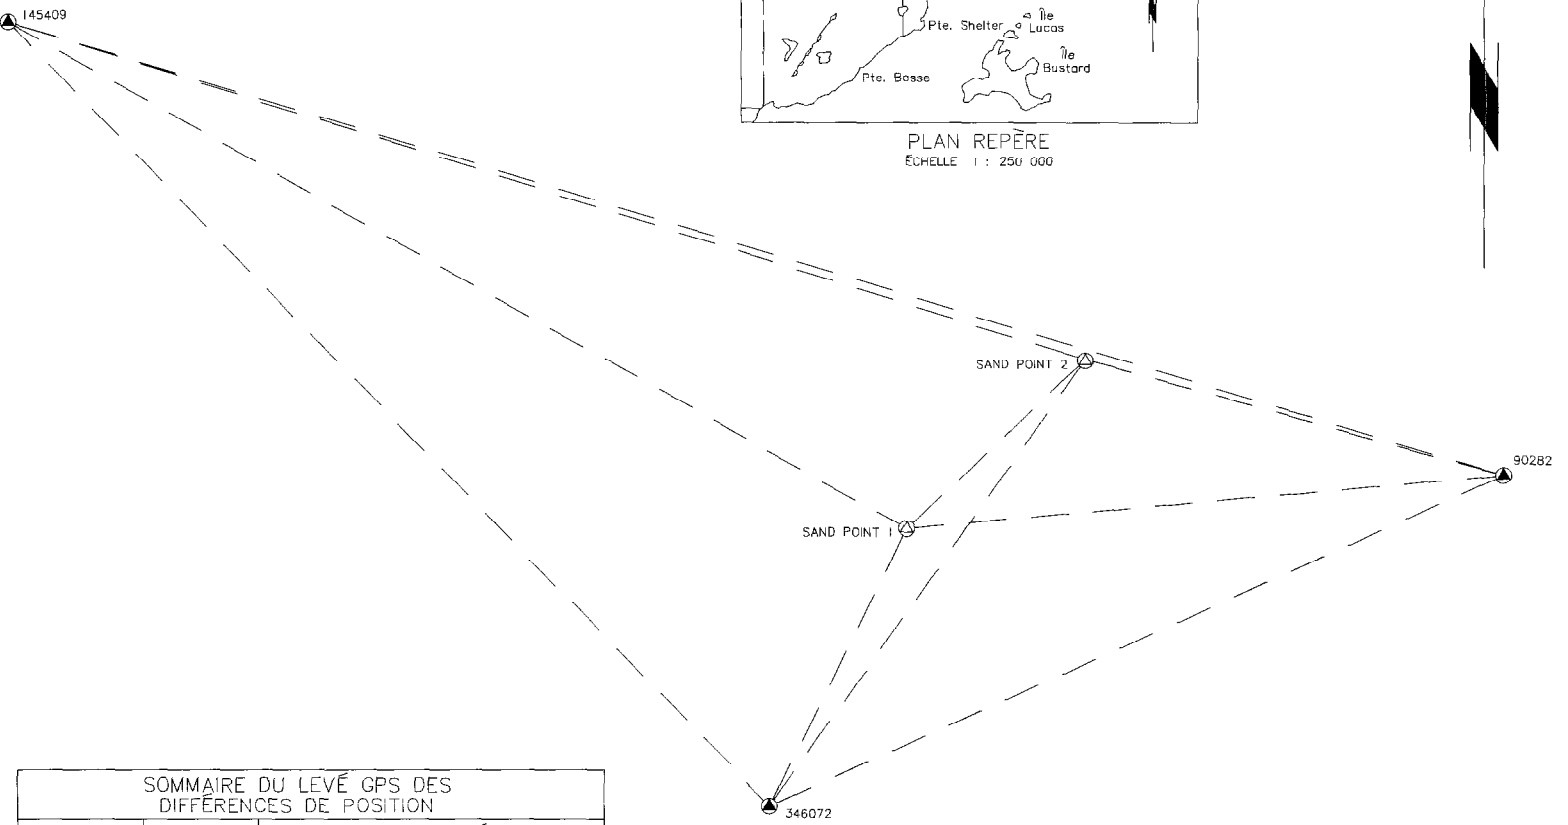 145409
Pte. Shelter
Île
Lucas
Île
Bustard
Pte. Basse
PLAN REPÈRE
ÉCHELLE 1 : 250 000
SAND POINT 2
90282
SAND POINT 1
346072
SOMMAIRE DU LEVÉ GPS DES
DIFFÉRENCES DE POSITION